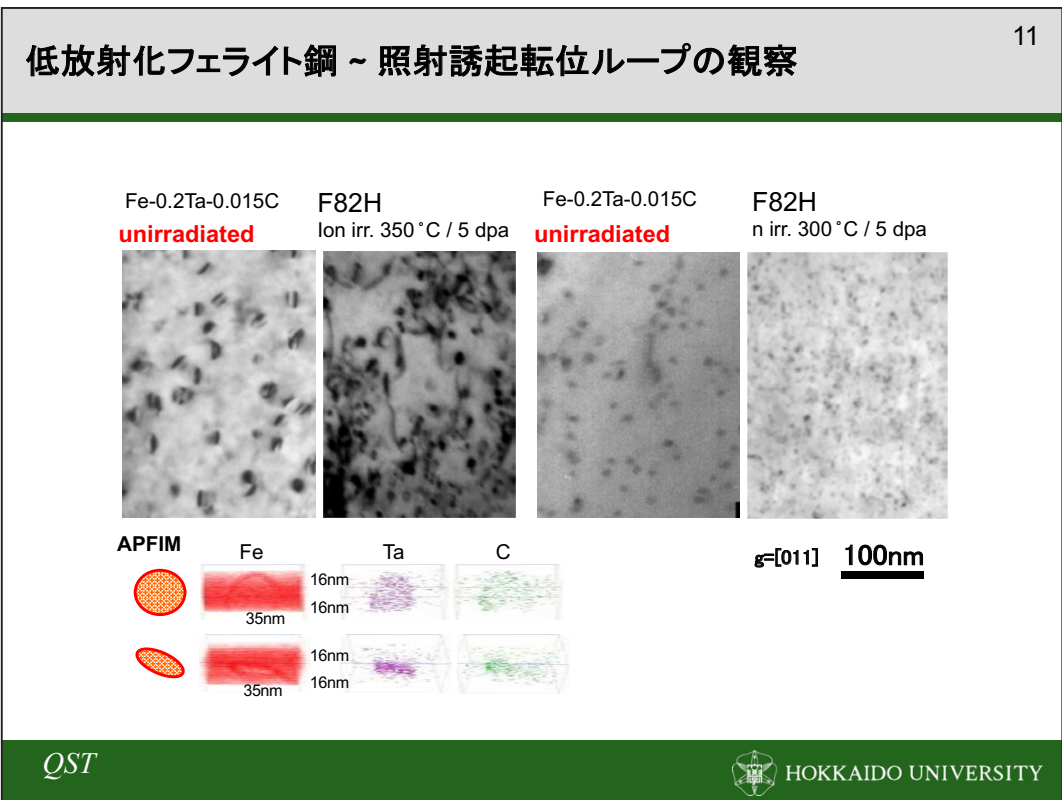 11
低放射化フェライト鋼 ~ 照射誘起転位ループの観察
Fe-0.2Ta-0.015C
unirradiated
F82H
Ion irr. 350˚C / 5 dpa
Fe-0.2Ta-0.015C
unirradiated
F82H
n irr. 300˚C / 5 dpa
APFIM
Fe
Ta
C
16nm
16nm
35nm
16nm
16nm
35nm
g=[011]
100nm
QST
HOKKAIDO UNIVERSITY